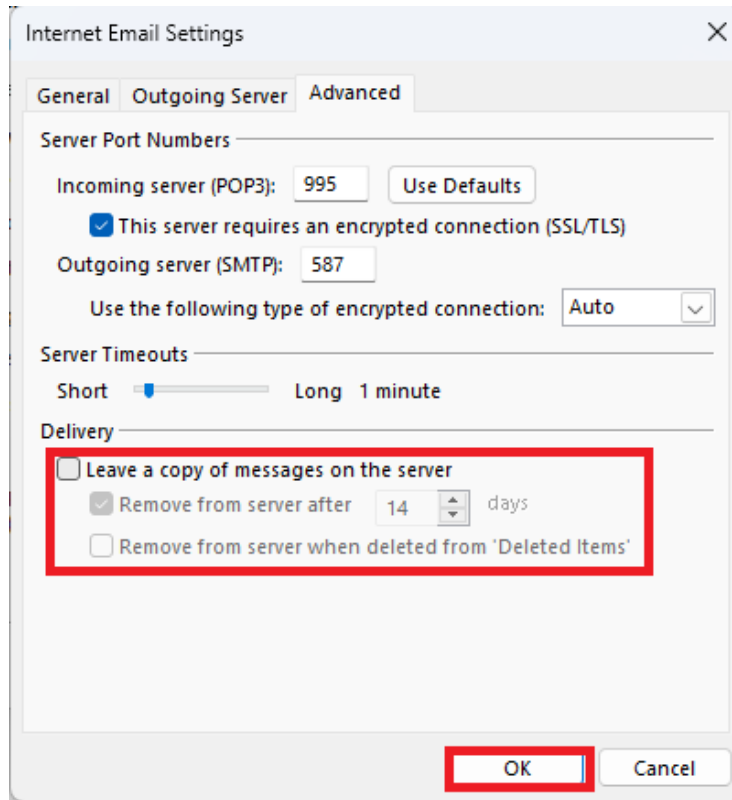 Internet Email Settings
General Outgoing Server Advanced
Server Port Numbers
Incoming server (POP3): 995 Use Defaults
This server requires an encrypted connection (SSL/TLS)
Outgoing server (SMTP): 587
Use the following type of encrypted connection: Auto
Server Timeouts
Short Long 1 minute
Delivery
Leave a copy of messages on the server
Remove from server after 14 days
Remove from server when deleted from 'Deleted Items'
OK Cancel